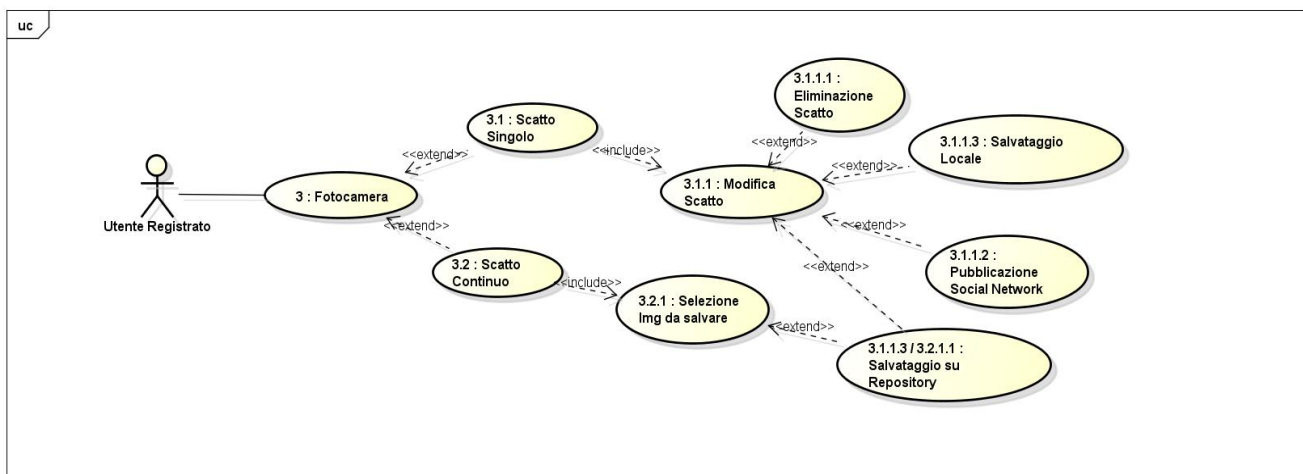 uc
3.1.1.1 :
Eliminazione
Scatto
3.1 : Scatto
Singolo
<<extend>>
<<include>>
<<extend>>
3.1.1.3 : Salvataggio
Locale
<<extend>>
3 : Fotocamera
3.1.1 : Modifica
Scatto
Utente Registrato
<<extend>>
<<extend>>
3.1.1.2 :
Pubblicazione
Social Network
3.2 : Scatto
Continuo
<<extend>>
<<include>>
3.2.1 : Selezione
Img da salvare
<<extend>>
3.1.1.3 / 3.2.1.1 :
Salvataggio su
Repository